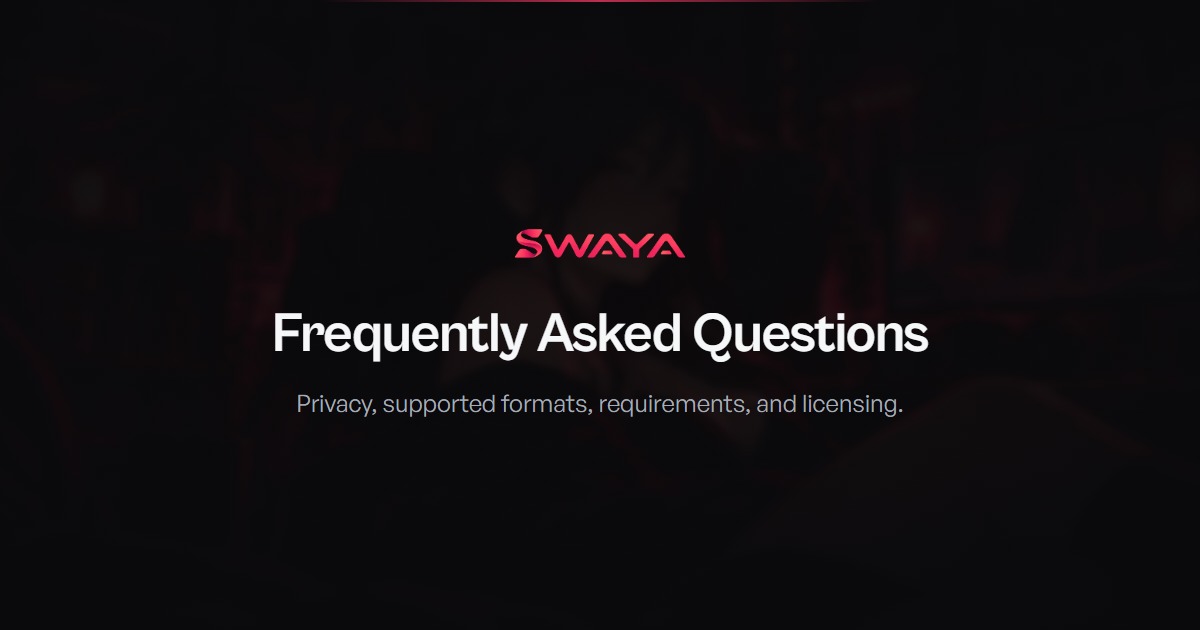 SWAYA
Frequently Asked Questions
Privacy, supported formats, requirements, and licensing.